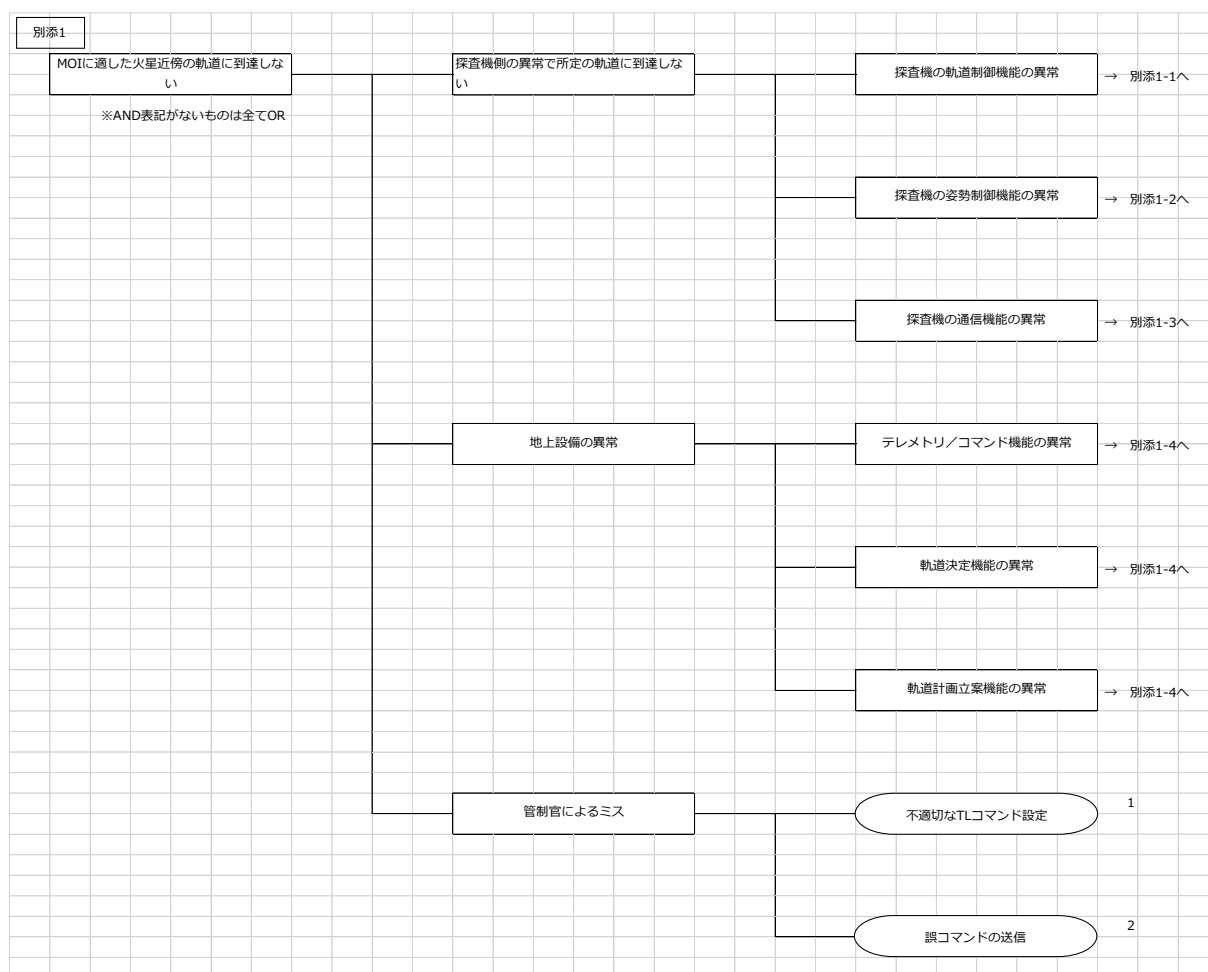 別添1
MOIに適した火星近傍の軌道に到達しな
い
※AND表記がないものは全てOR
探査機側の異常で所定の軌道に到達しな
い
探査機の軌道制御機能の異常
→ 別添1-1へ
探査機の姿勢制御機能の異常
→ 別添1-2へ
探査機の通信機能の異常
→ 別添1-3へ
地上設備の異常
テレメトリ／コマンド機能の異常
→ 別添1-4へ
軌道決定機能の異常
→ 別添1-4へ
軌道計画立案機能の異常
→ 別添1-4へ
管制官によるミス
不適切なTLコマンド設定
1
誤コマンドの送信
2